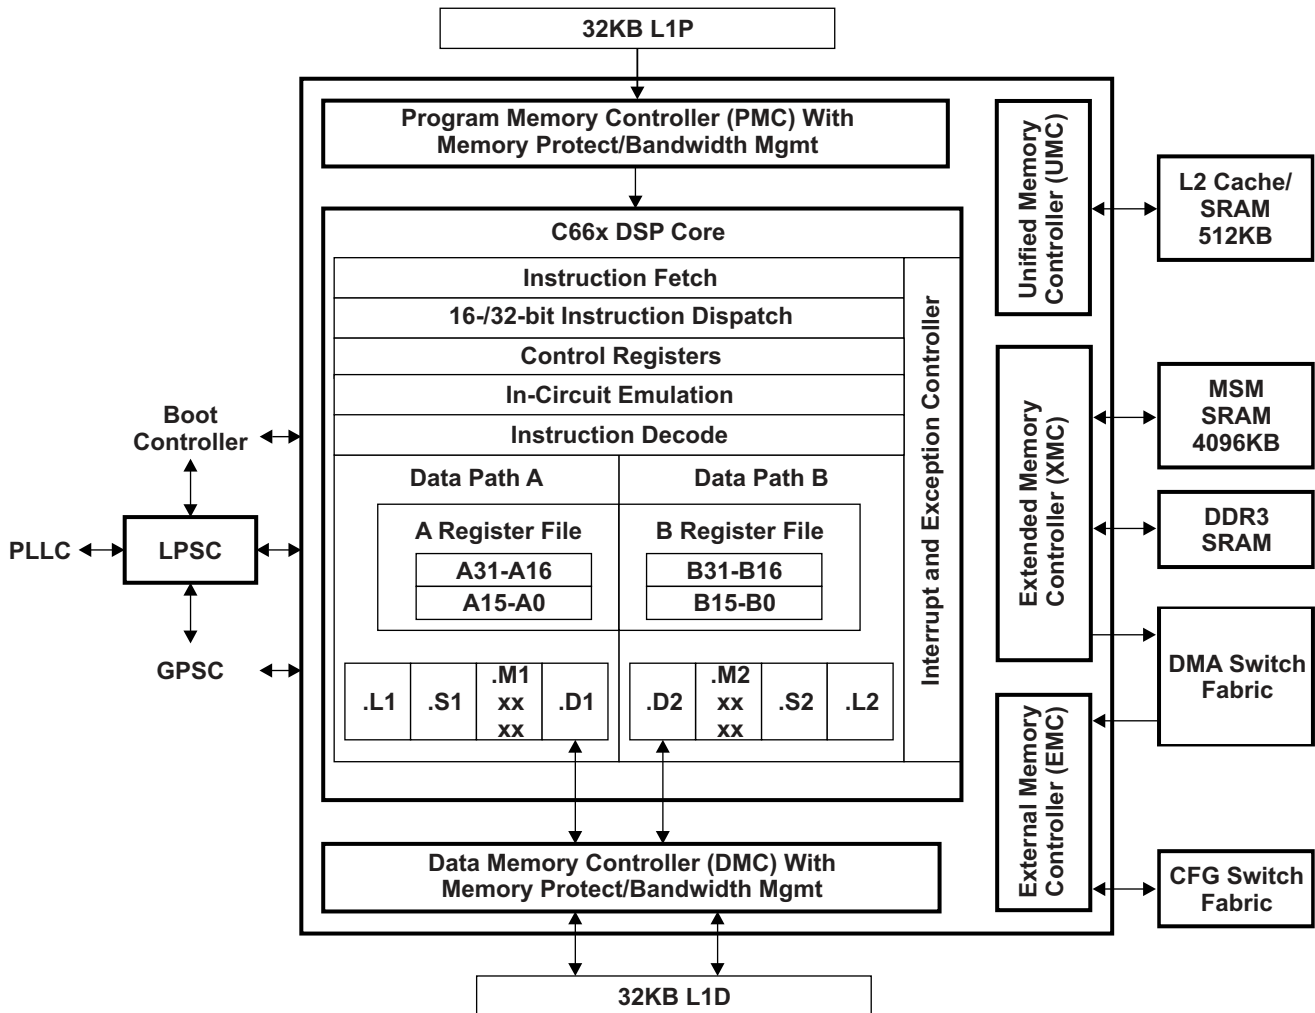 32KB L1P
Program Memory Controller (PMC) With
Memory Protect/Bandwidth Mgmt
C66x DSP Core
Instruction Fetch
16-/32-bit Instruction Dispatch
Control Registers
In-Circuit Emulation
Instruction Decode
Data Path A
Data Path B
A Register File
B Register File
A31-A16
A15-A0
B31-B16
B15-B0
.L1
.S1
.M1
xx
xx
.D1
.D2
.M2
xx
xx
.S2
.L2
Interrupt and Exception Controller
Data Memory Controller (DMC) With
Memory Protect/Bandwidth Mgmt
32KB L1D
Boot
Controller
PLLC
LPSC
GPSC
Unified Memory
Controller (UMC)
Extended Memory
Controller (XMC)
External Memory
Controller (EMC)
L2 Cache/
SRAM
512KB
MSM
SRAM
4096KB
DDR3
SRAM
DMA Switch
Fabric
CFG Switch
Fabric